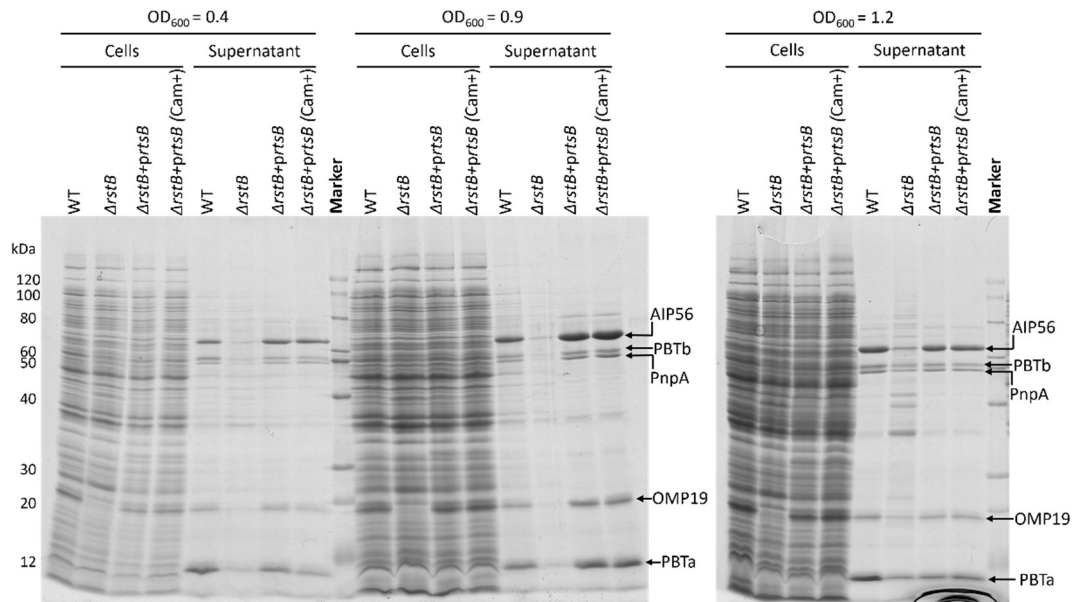 OD600 = 0.4 OD600 = 0.9 OD600 = 1.2
Cells Supernatant Cells Supernatant Cells Supernatant
WT ΔrstB ΔrstB+prtsB ΔrstB+prtsB (Cam+) WT ΔrstB ΔrstB+prtsB ΔrstB+prtsB (Cam+) Marker WT ΔrstB ΔrstB+prtsB ΔrstB+prtsB (Cam+) WT ΔrstB ΔrstB+prtsB ΔrstB+prtsB (Cam+) WT ΔrstB ΔrstB+prtsB ΔrstB+prtsB (Cam+) WT ΔrstB ΔrstB+prtsB ΔrstB+prtsB (Cam+) Marker
kDa
120
100
80
60
50
40
30
20
12
AIP56
PBTb
PnpA
OMP19
PBTa
AIP56
PBTb
PnpA
OMP19
PBTa